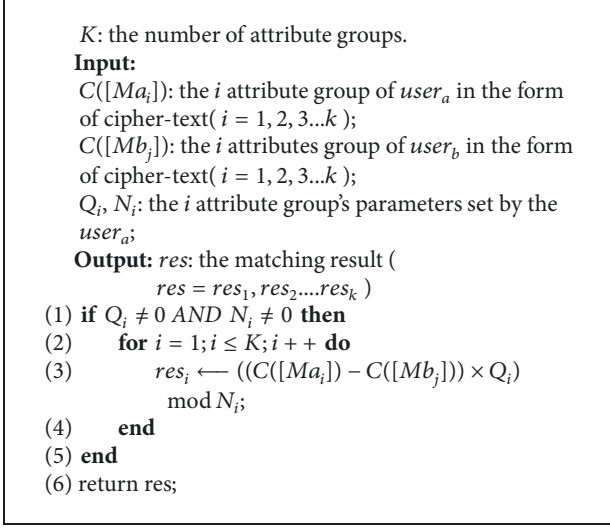 K: the number of attribute groups.
Input:
C([Ma_i]): the i attribute group of user_a in the form
of cipher-text( i = 1, 2, 3...k );
C([Mb_j]): the i attributes group of user_b in the form
of cipher-text( i = 1, 2, 3...k );
Q_i, N_i: the i attribute group's parameters set by the
user_a;
Output: res: the matching result (
res = res_1, res_2....res_k )
(1) if Q_i ≠ 0 AND N_i ≠ 0 then
(2) for i = 1; i ≤ K; i + + do
(3) res_i ⟵ ((C([Ma_i]) − C([Mb_j])) × Q_i)
mod N_i;
(4) end
(5) end
(6) return res;